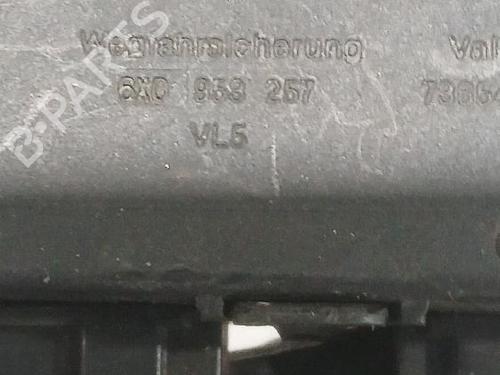 B-PARTS
Wegfahrsicherung
6X0 953 257
VL5